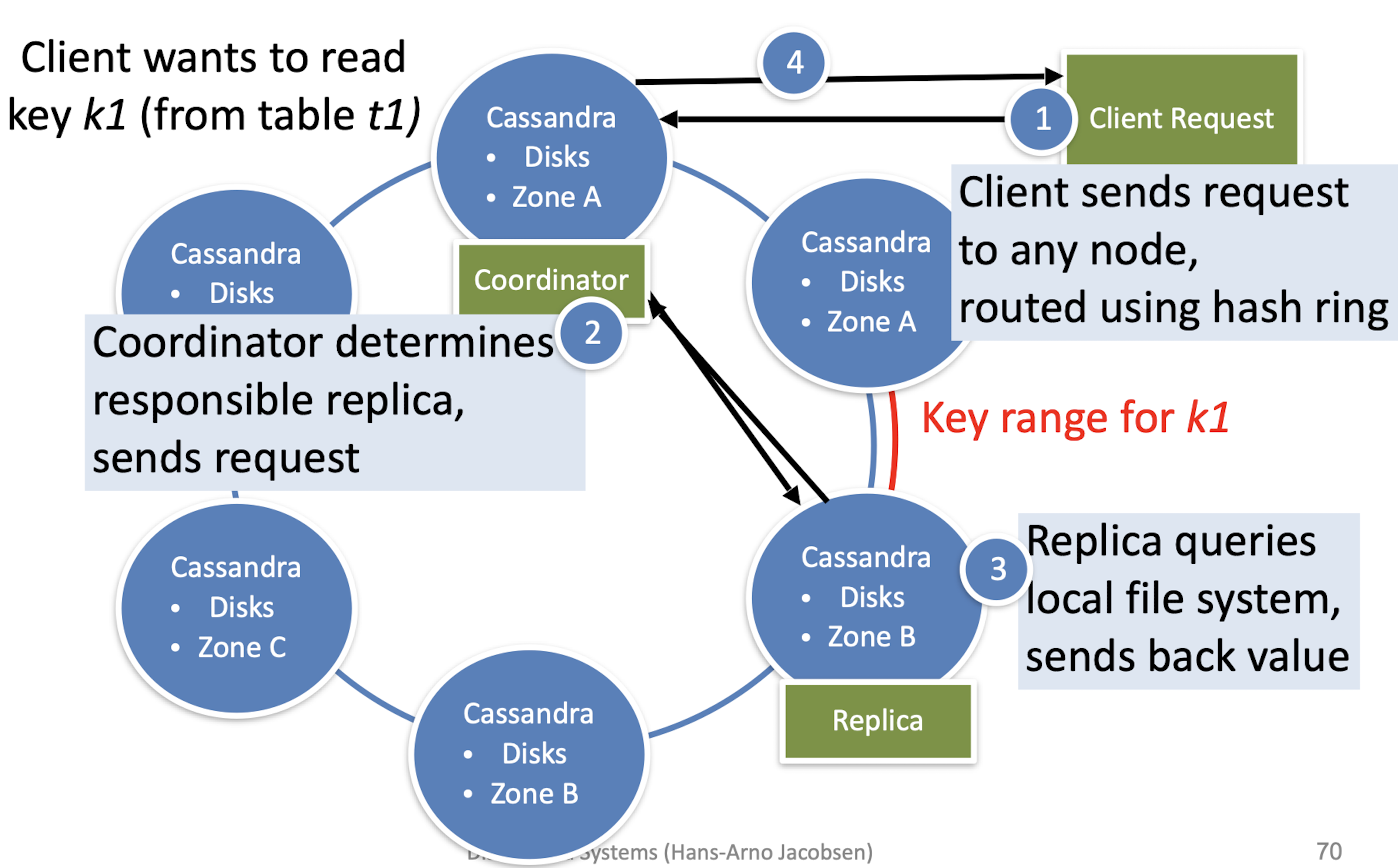 Client wants to read
key k1 (from table t1)
4
1
Client Request
Client sends request
to any node,
routed using hash ring
Cassandra
• Disks
• Zone A
Coordinator
2
Cassandra
• Disks
• Zone A
Cassandra
• Disks
Coordinator determines
responsible replica,
sends request
Key range for k1
Cassandra
• Disks
• Zone B
3
Replica queries
local file system,
sends back value
Replica
Cassandra
• Disks
• Zone C
Cassandra
• Disks
• Zone B
Systems (Hans-Arno Jacobsen)
70